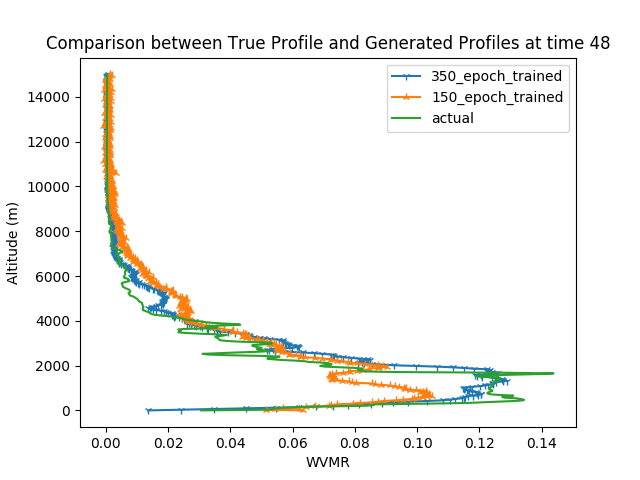 Comparison between True Profile and Generated Profiles at time 48
350_epoch_trained
150_epoch_trained
actual
Altitude (m)
14000
12000
10000
8000
6000
4000
2000
0
0.00 0.02 0.04 0.06 0.08 0.10 0.12 0.14
WVMR